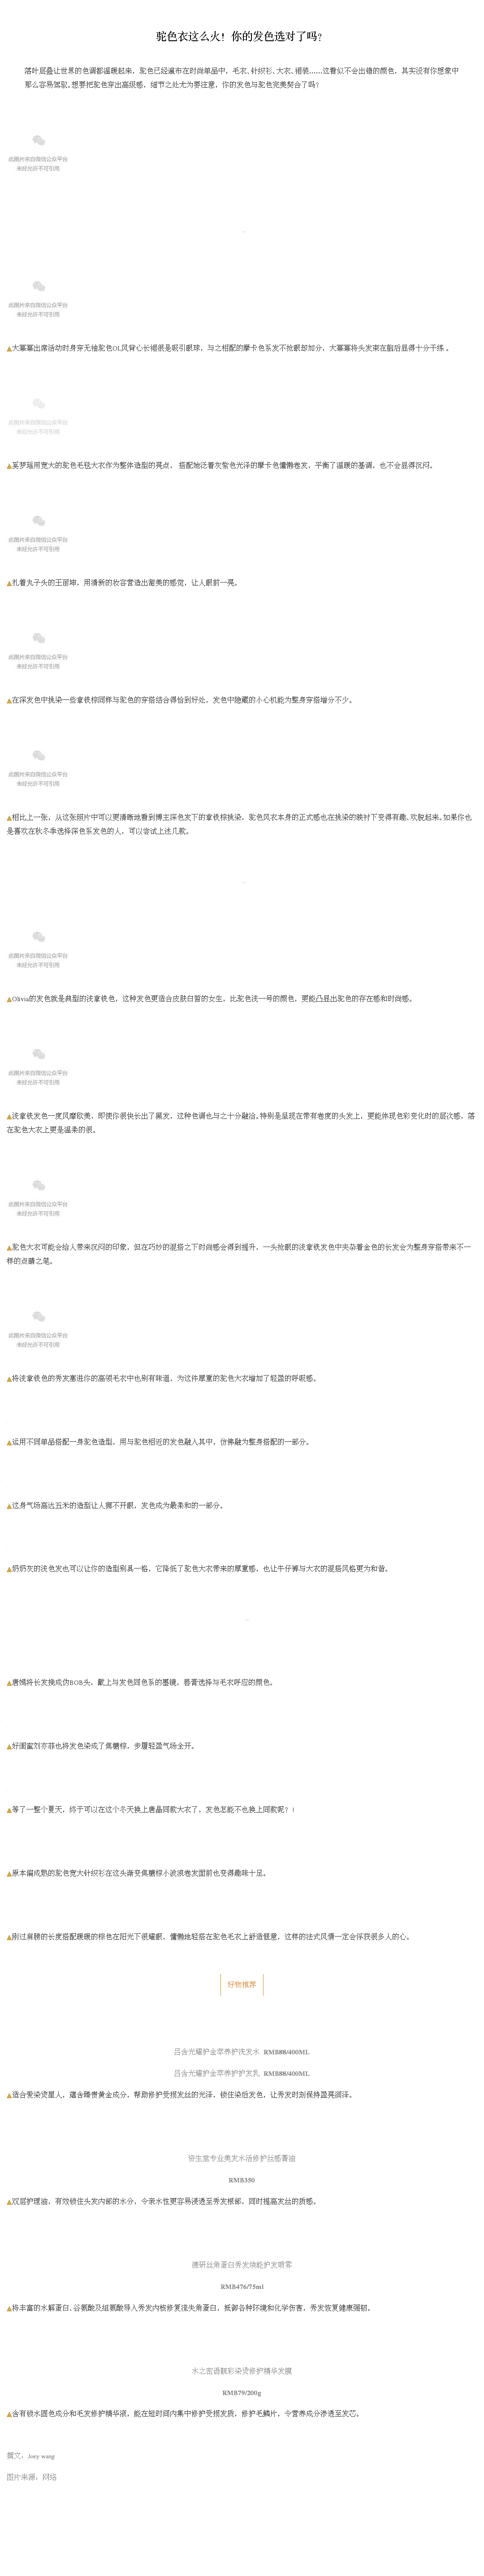 驼色衣这么火！你的发色选对了吗？
落叶层叠让世界的色调都温暖起来，驼色已经遍布在时尚单品中，毛衣、针织衫、大衣、裙装……这看似不会出错的颜色，其实没有你想象中
那么容易驾驭。想要把驼色穿出高级感，细节之处尤为要注意，你的发色与驼色完美契合了吗？
此图片来自微信公众平台
未经允许不可引用
此图片来自微信公众平台
未经允许不可引用
▲大幂幂出席活动时身穿无袖驼色OL风背心长裙很是吸引眼球，与之相配的摩卡色系发不抢眼却加分，大幂幂将头发束在脑后显得十分干练 。
此图片来自微信公众平台
未经允许不可引用
▲奚梦瑶用宽大的驼色毛毯大衣作为整体造型的亮点， 搭配她泛着灰紫色光泽的摩卡色慵懒卷发，平衡了温暖的基调，也不会显得沉闷。
此图片来自微信公众平台
未经允许不可引用
▲扎着丸子头的王丽坤，用清新的妆容营造出甜美的感觉，让人眼前一亮。
此图片来自微信公众平台
未经允许不可引用
▲在深发色中挑染一些拿铁棕同样与驼色的穿搭结合得恰到好处，发色中隐藏的小心机能为整身穿搭增分不少。
此图片来自微信公众平台
未经允许不可引用
▲相比上一张，从这张照片中可以更清晰地看到博主深色发下的拿铁棕挑染，驼色风衣本身的正式感也在挑染的映衬下变得有趣、欢脱起来。如果你也
是喜欢在秋冬季选择深色系发色的人，可以尝试上述几款。
此图片来自微信公众平台
未经允许不可引用
▲Olivia的发色就是典型的浅拿铁色，这种发色更适合皮肤白皙的女生，比驼色浅一号的颜色，更能凸显出驼色的存在感和时尚感。
此图片来自微信公众平台
未经允许不可引用
▲浅拿铁发色一度风靡欧美，即使你很快长出了黑发，这种色调也与之十分融洽。特别是呈现在带有卷度的头发上，更能体现色彩变化时的层次感，落
在驼色大衣上更是温柔的很。
此图片来自微信公众平台
未经允许不可引用
▲驼色大衣可能会给人带来沉闷的印象，但在巧妙的混搭之下时尚感会得到提升，一头抢眼的浅拿铁发色中夹杂着金色的长发会为整身穿搭带来不一
样的点睛之笔。
此图片来自微信公众平台
未经允许不可引用
▲将浅拿铁色的秀发塞进你的高领毛衣中也别有味道，为这件厚重的驼色大衣增加了轻盈的呼吸感。
▲运用不同单品搭配一身驼色造型，用与驼色相近的发色融入其中，仿佛融为整身搭配的一部分。
▲这身气场高达五米的造型让人挪不开眼，发色成为最柔和的一部分。
▲奶奶灰的浅色发也可以让你的造型别具一格，它降低了驼色大衣带来的厚重感，也让牛仔裤与大衣的混搭风格更为和谐。
▲唐嫣将长发挽成伪BOB头，戴上与发色同色系的墨镜，唇膏选择与毛衣呼应的颜色。
▲好闺蜜刘亦菲也将发色染成了焦糖棕，步履轻盈气场全开。
▲等了一整个夏天，终于可以在这个冬天换上唐晶同款大衣了，发色怎能不也换上同款呢？！
▲原本偏成熟的驼色宽大针织衫在这头渐变焦糖棕小波浪卷发面前也变得趣味十足。
▲刚过肩膀的长度搭配暖暖的棕色在阳光下很耀眼，慵懒地轻搭在驼色毛衣上舒适惬意，这样的法式风情一定会俘获很多人的心。
好物推荐
吕含光耀护金萃养护洗发水 RMB88/400ML
吕含光耀护金萃养护护发乳 RMB88/400ML
▲适合爱染烫星人，蕴含臻贵黄金成分，帮助修护受损发丝的光泽，锁住染后发色，让秀发时刻保持盈亮润泽。
资生堂专业美发水活修护丝感菁油
RMB350
▲双层护理油，有效锁住头发内部的水分，令亲水性更容易浸透至秀发根部，同时提高发丝的质感。
德研丝角蛋白秀发焕能护发喷雾
RMB476/75ml
▲将丰富的水解蛋白、谷氨酸及组氨酸导入秀发内核修复流失角蛋白，抵御各种环境和化学伤害，秀发恢复健康强韧。
水之密语靓彩染烫修护精华发膜
RMB79/200g
▲含有锁水固色成分和毛发修护精华液，能在短时间内集中修护受损发质，修护毛鳞片，令营养成分渗透至发芯。
撰文：Jony wang
图片来源：网络